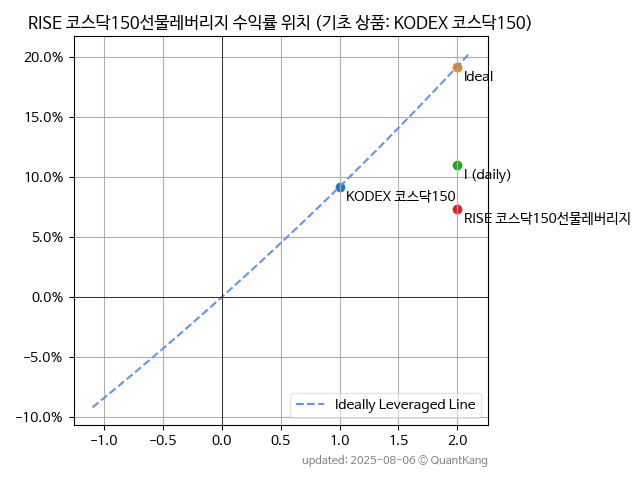 RISE 코스닥150선물레버리지 수익률 위치 (기초 상품: KODEX 코스닥150)
20.0%
15.0%
10.0%
5.0%
0.0%
−5.0%
−10.0%
Ideal
I (daily)
KODEX 코스닥150
RISE 코스닥150선물레버리지
Ideally Leveraged Line
−1.0 −0.5 0.0 0.5 1.0 1.5 2.0
updated: 2025-08-06 © QuantKang